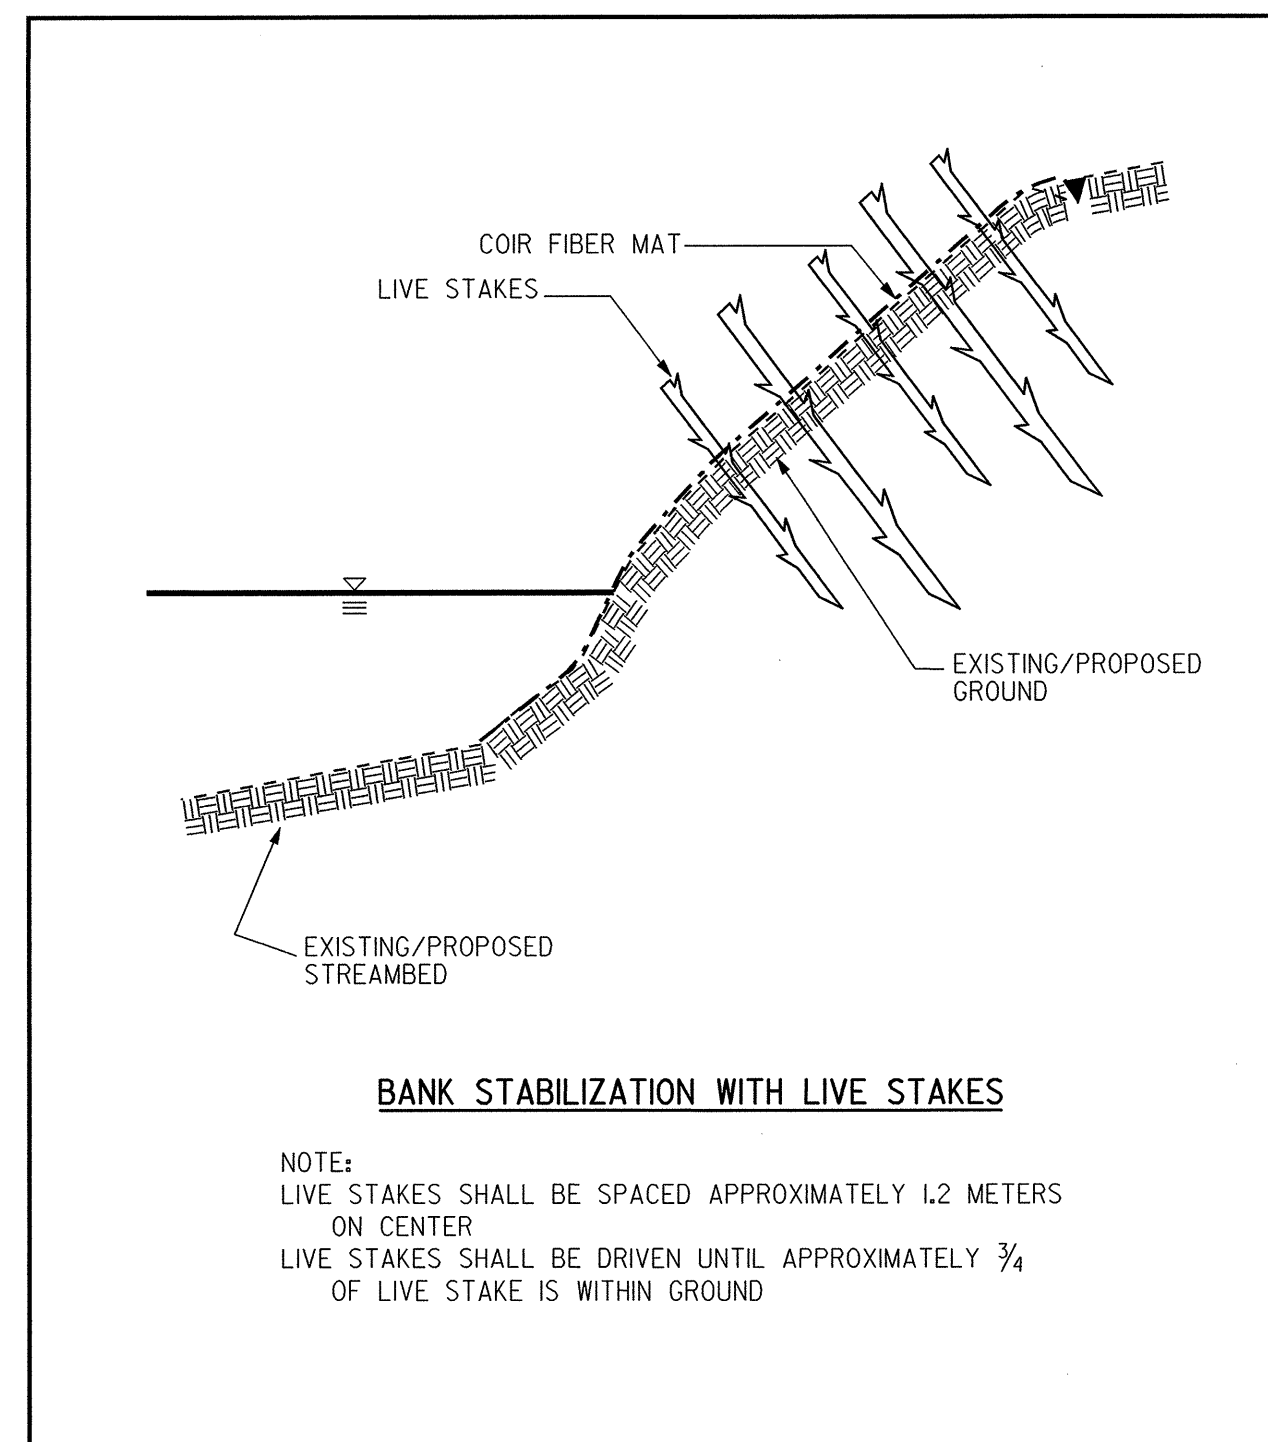 COIR FIBER MAT
LIVE STAKES
EXISTING/PROPOSED
GROUND
EXISTING/PROPOSED
STREAMBED
BANK STABILIZATION WITH LIVE STAKES
NOTE:
LIVE STAKES SHALL BE SPACED APPROXIMATELY 1.2 METERS
ON CENTER
LIVE STAKES SHALL BE DRIVEN UNTIL APPROXIMATELY 3/4
OF LIVE STAKE IS WITHIN GROUND